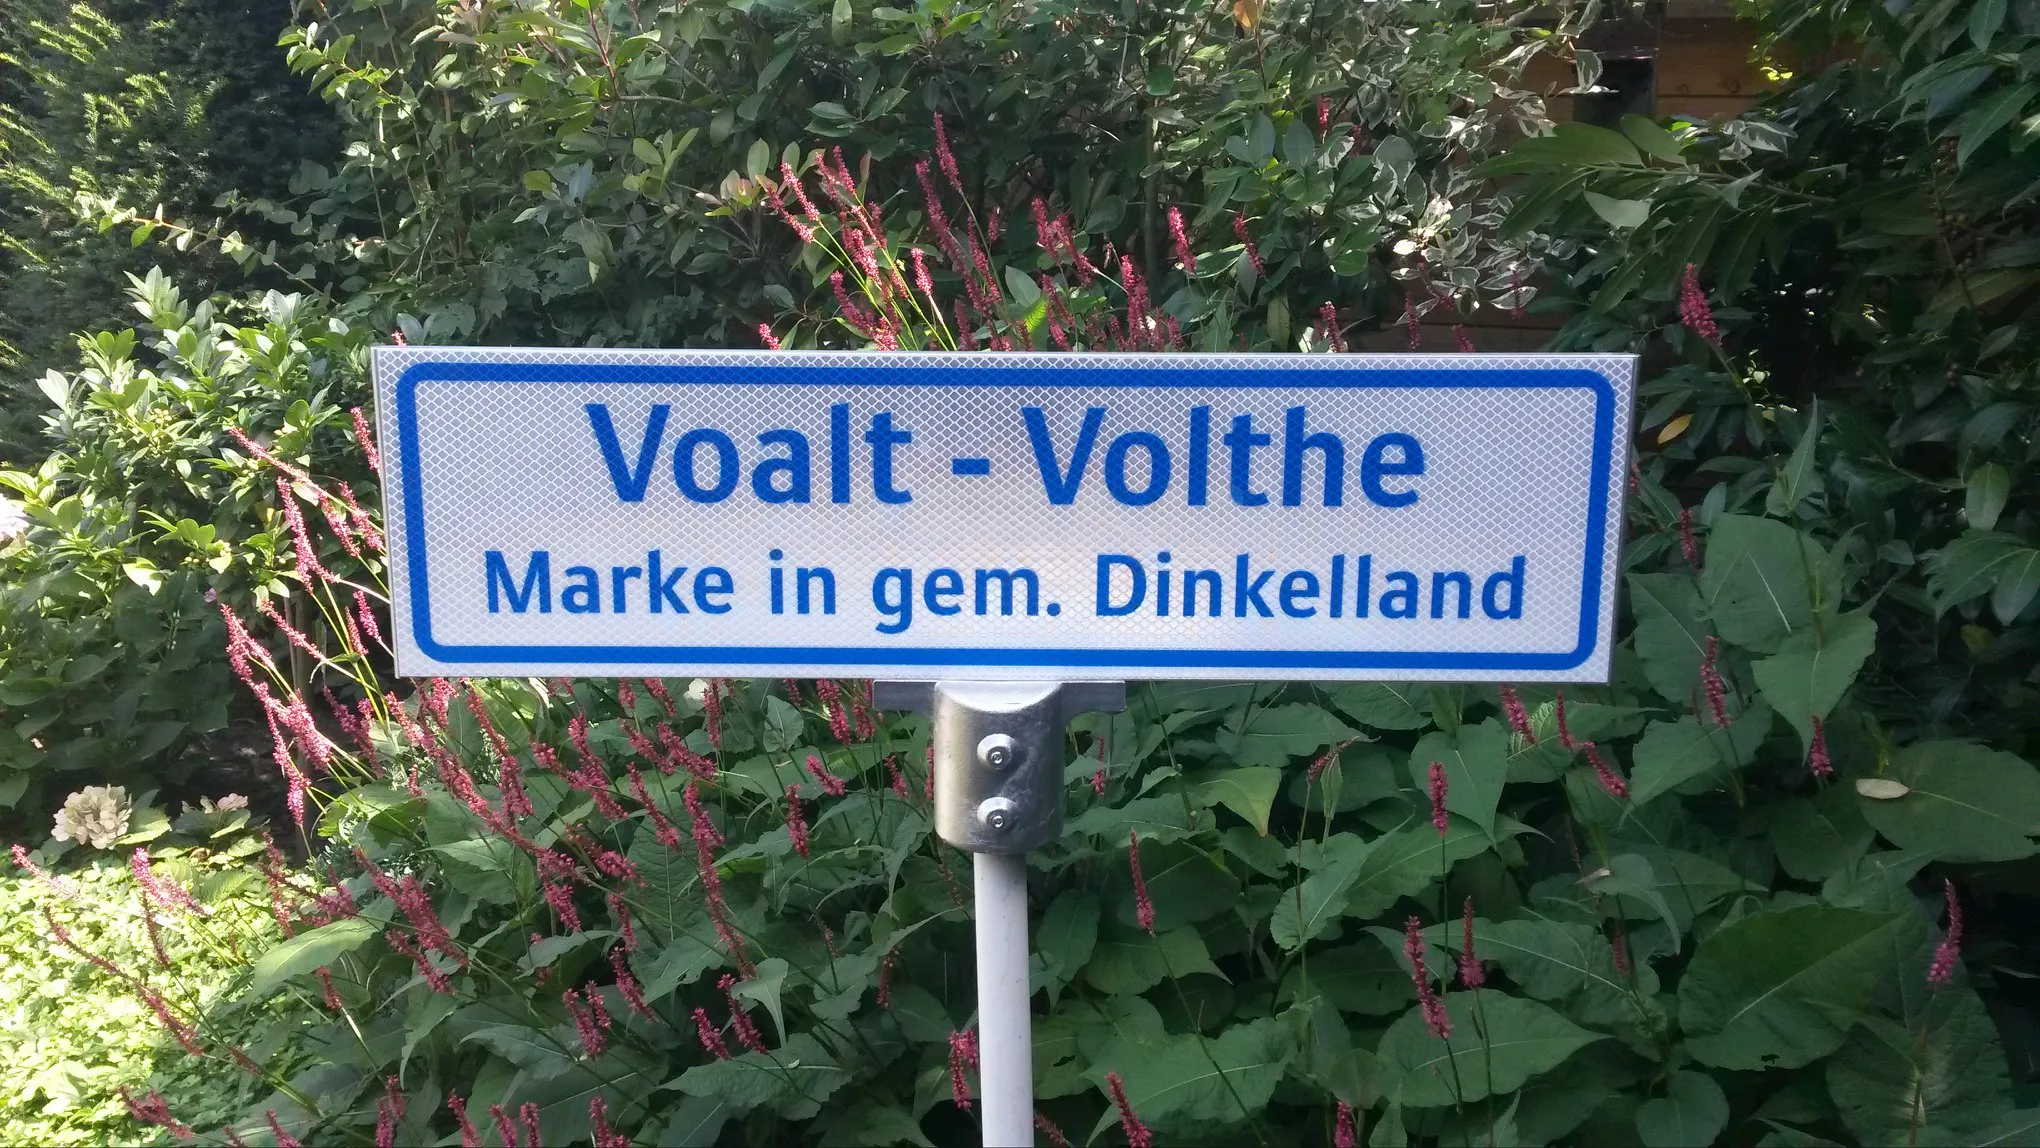 Voalt - Volthe
Marke in gem. Dinkelland